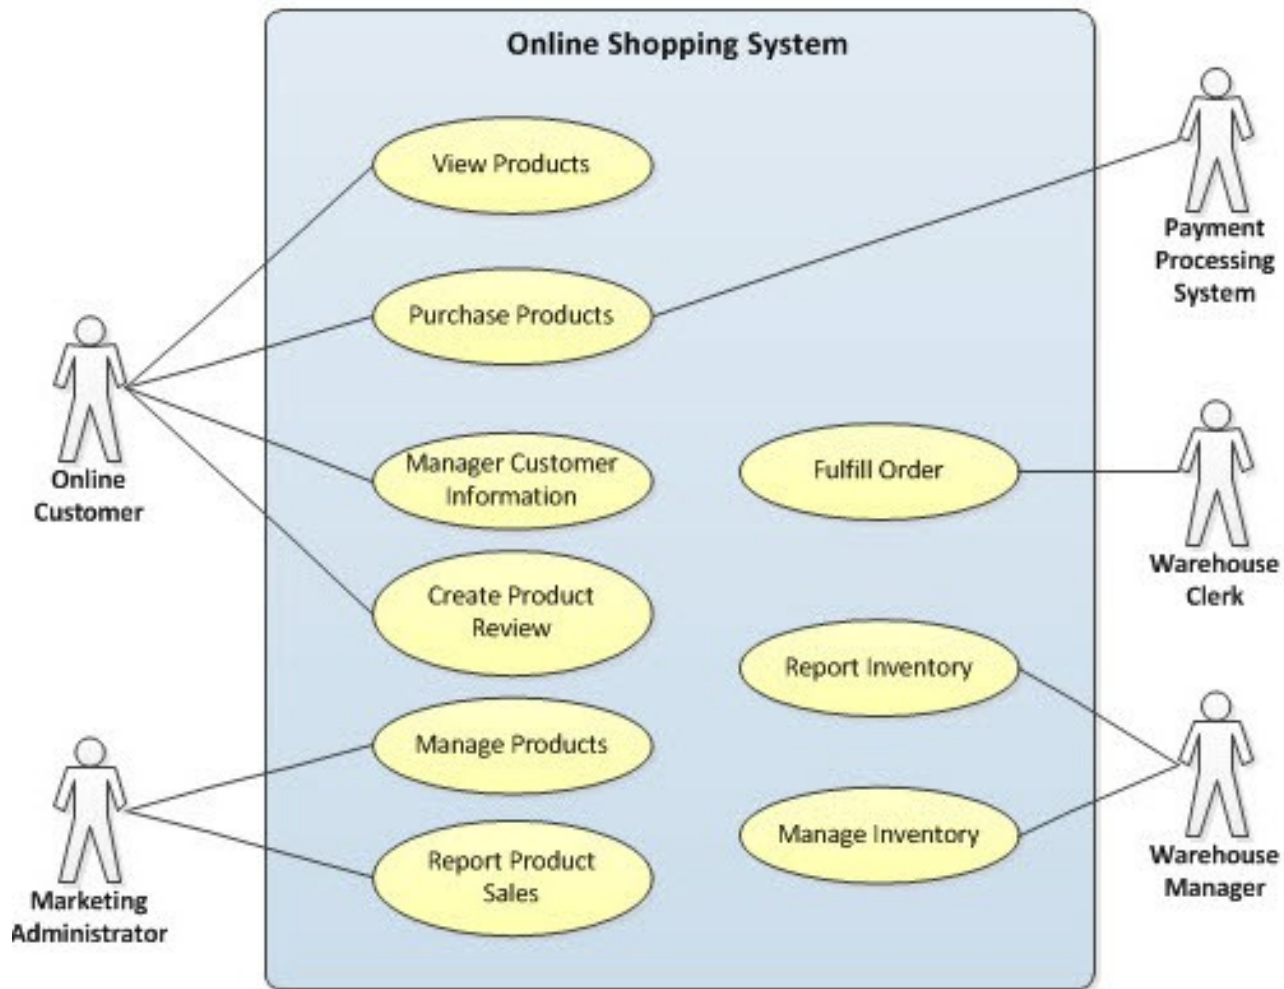 Online Shopping System
View Products
Purchase Products
Manager Customer
Information
Create Product
Review
Manage Products
Report Product
Sales
Fulfill Order
Report Inventory
Manage Inventory
Online
Customer
Marketing
Administrator
Payment
Processing
System
Warehouse
Clerk
Warehouse
Manager